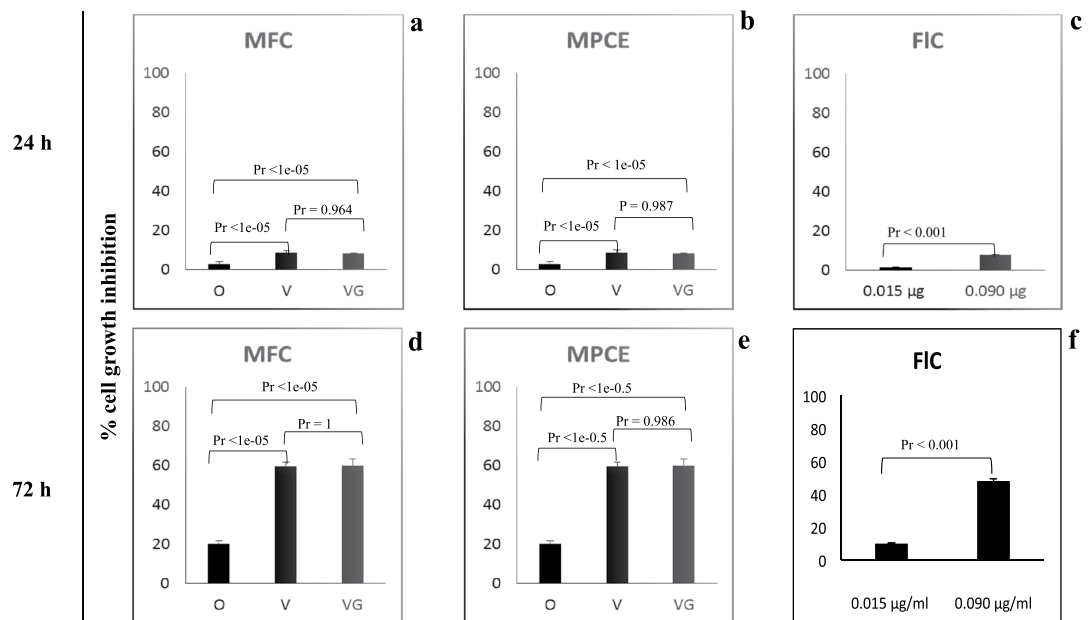 24 h
72 h
% cell growth inhibition
a
MFC
100
80
60
40
20
0
Pr <1e-05
Pr <1e-05
Pr = 0.964
O V VG
b
MPCE
100
80
60
40
20
0
Pr < 1e-05
Pr <1e-05
P = 0.987
O V VG
c
FlC
100
80
60
40
20
0
Pr < 0.001
0.015 µg 0.090 µg
d
MFC
100
80
60
40
20
0
Pr <1e-05
Pr <1e-05
Pr = 1
O V VG
e
MPCE
100
80
60
40
20
0
Pr <1e-0.5
Pr <1e-0.5
Pr = 0.986
O V VG
f
FlC
100
80
60
40
20
0
Pr < 0.001
0.015 µg/ml 0.090 µg/ml